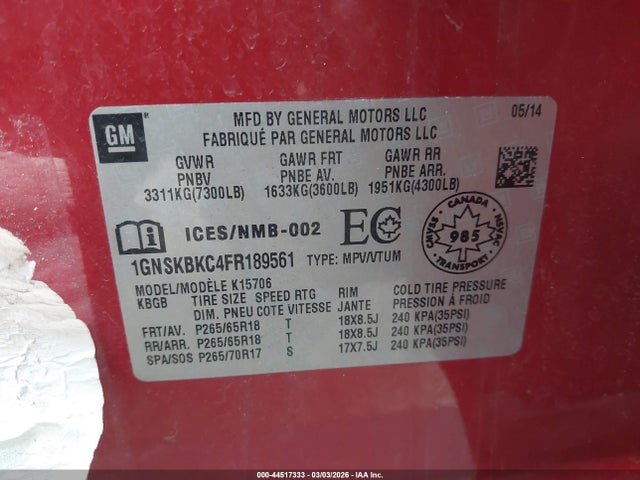 GM
MFD BY GENERAL MOTORS LLC 05/14
FABRIQUÉ PAR GENERAL MOTORS LLC
GVWR GAWR FRT GAWR RR
PNBV PNBE AV. PNBE ARR.
3311KG(7300LB) 1633KG(3600LB) 1951KG(4300LB)
ICES/NMB-002 EC
CANADA
CMVSS 985 NSVAC
TRANSPORT
1GNSKBKC4FR189561 TYPE: MPV/VTUM
MODEL/MODÈLE K15706
KBGB TIRE SIZE SPEED RTG RIM COLD TIRE PRESSURE
DIM. PNEU COTE VITESSE JANTE PRESSION À FROID
FRT/AV. P265/65R18 T 18X8.5J 240 KPA(35PSI)
RR/ARR. P265/65R18 T 18X8.5J 240 KPA(35PSI)
SPA/SOS P265/70R17 S 17X7.5J 240 KPA(35PSI)
000-44517333 - 03/03/2026 - IAA Inc.